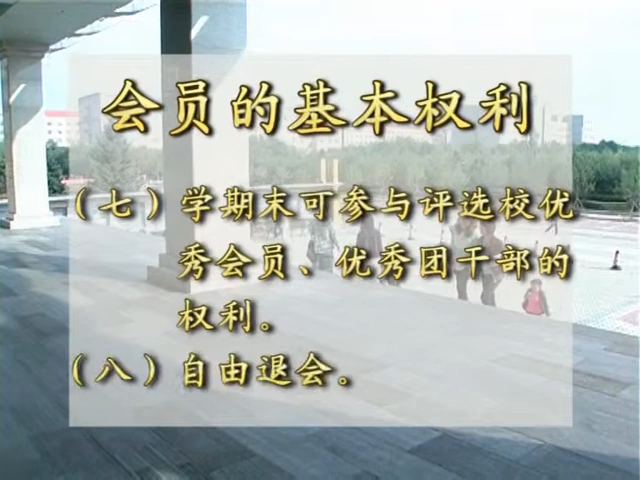 会员的基本权利
（七）学期末可参与评选校优
秀会员、优秀团干部的
权利。
（八）自由退会。